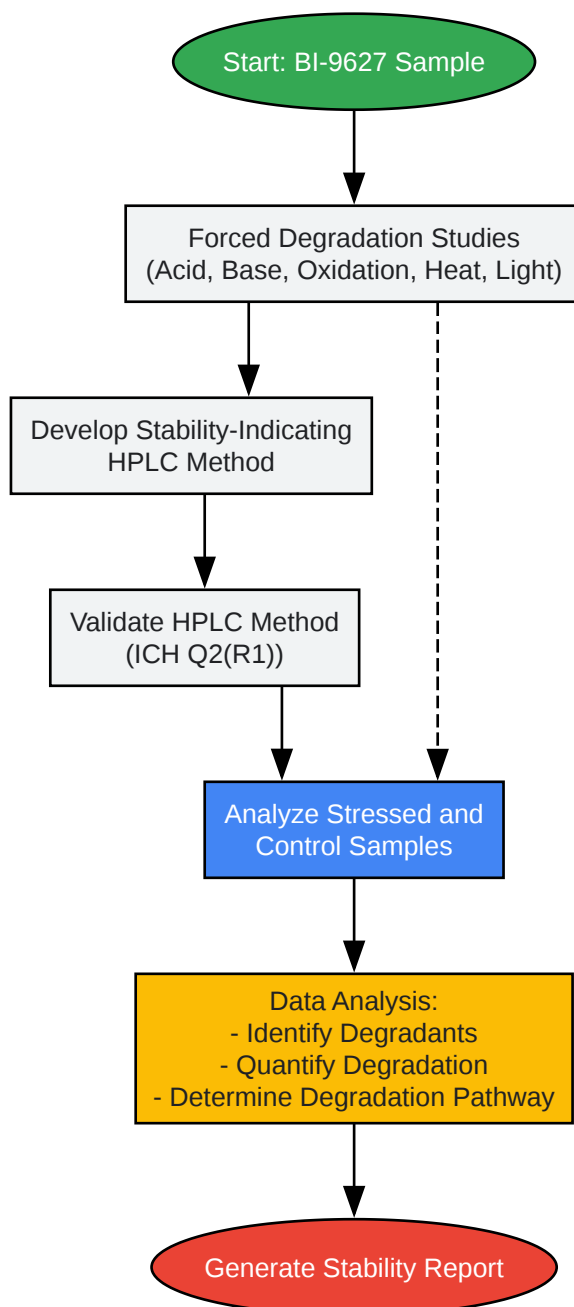 Start: BI-9627 Sample
Forced Degradation Studies
(Acid, Base, Oxidation, Heat, Light)
Develop Stability-Indicating
HPLC Method
Validate HPLC Method
(ICH Q2(R1))
Analyze Stressed and
Control Samples
Data Analysis:
- Identify Degradants
- Quantify Degradation
- Determine Degradation Pathway
Generate Stability Report